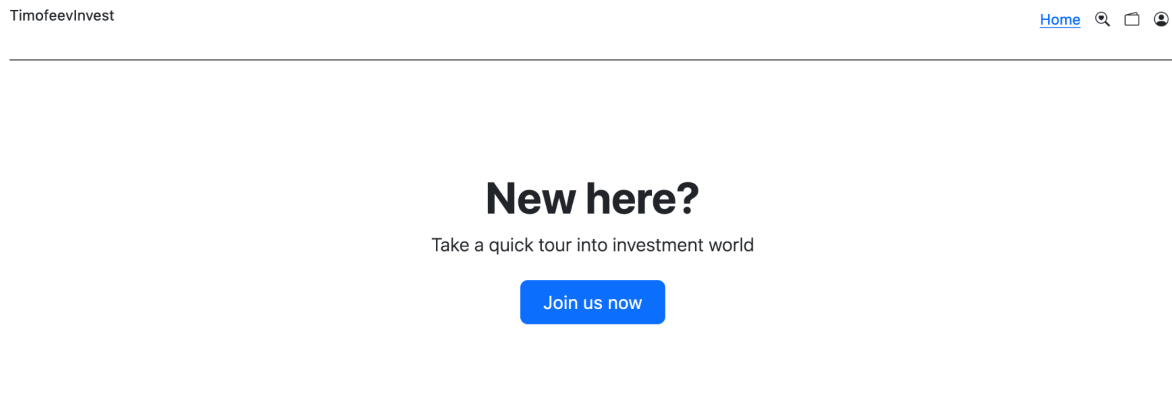 TimofeevInvest
Home
New here?
Take a quick tour into investment world
Join us now